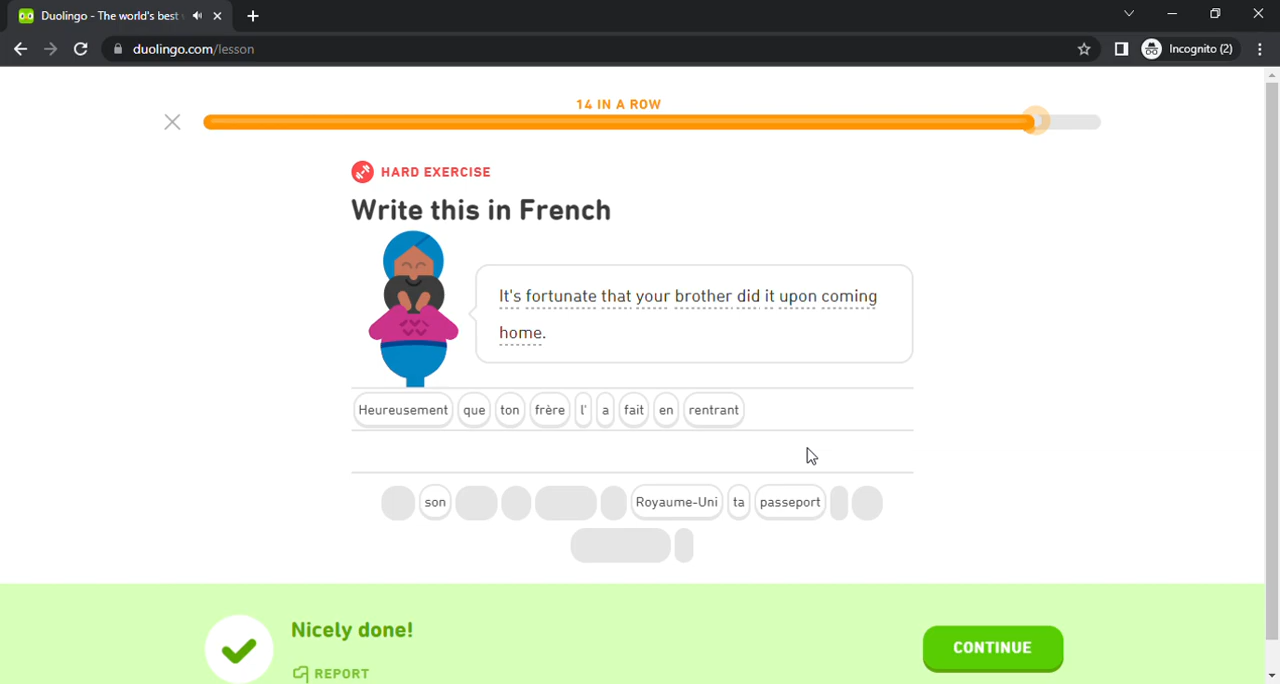 Duolingo - The world's best
duolingo.com/lesson
Incognito (2)
14 IN A ROW
HARD EXERCISE
Write this in French
It's fortunate that your brother did it upon coming
home.
Heureusement que ton frère l' a fait en rentrant
son Royaume-Uni ta passeport
Nicely done!
CONTINUE
REPORT